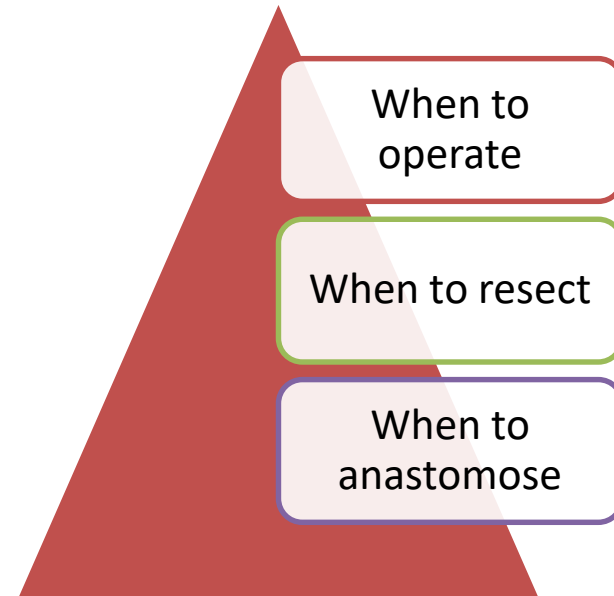 When to
operate
When to resect
When to
anastomose